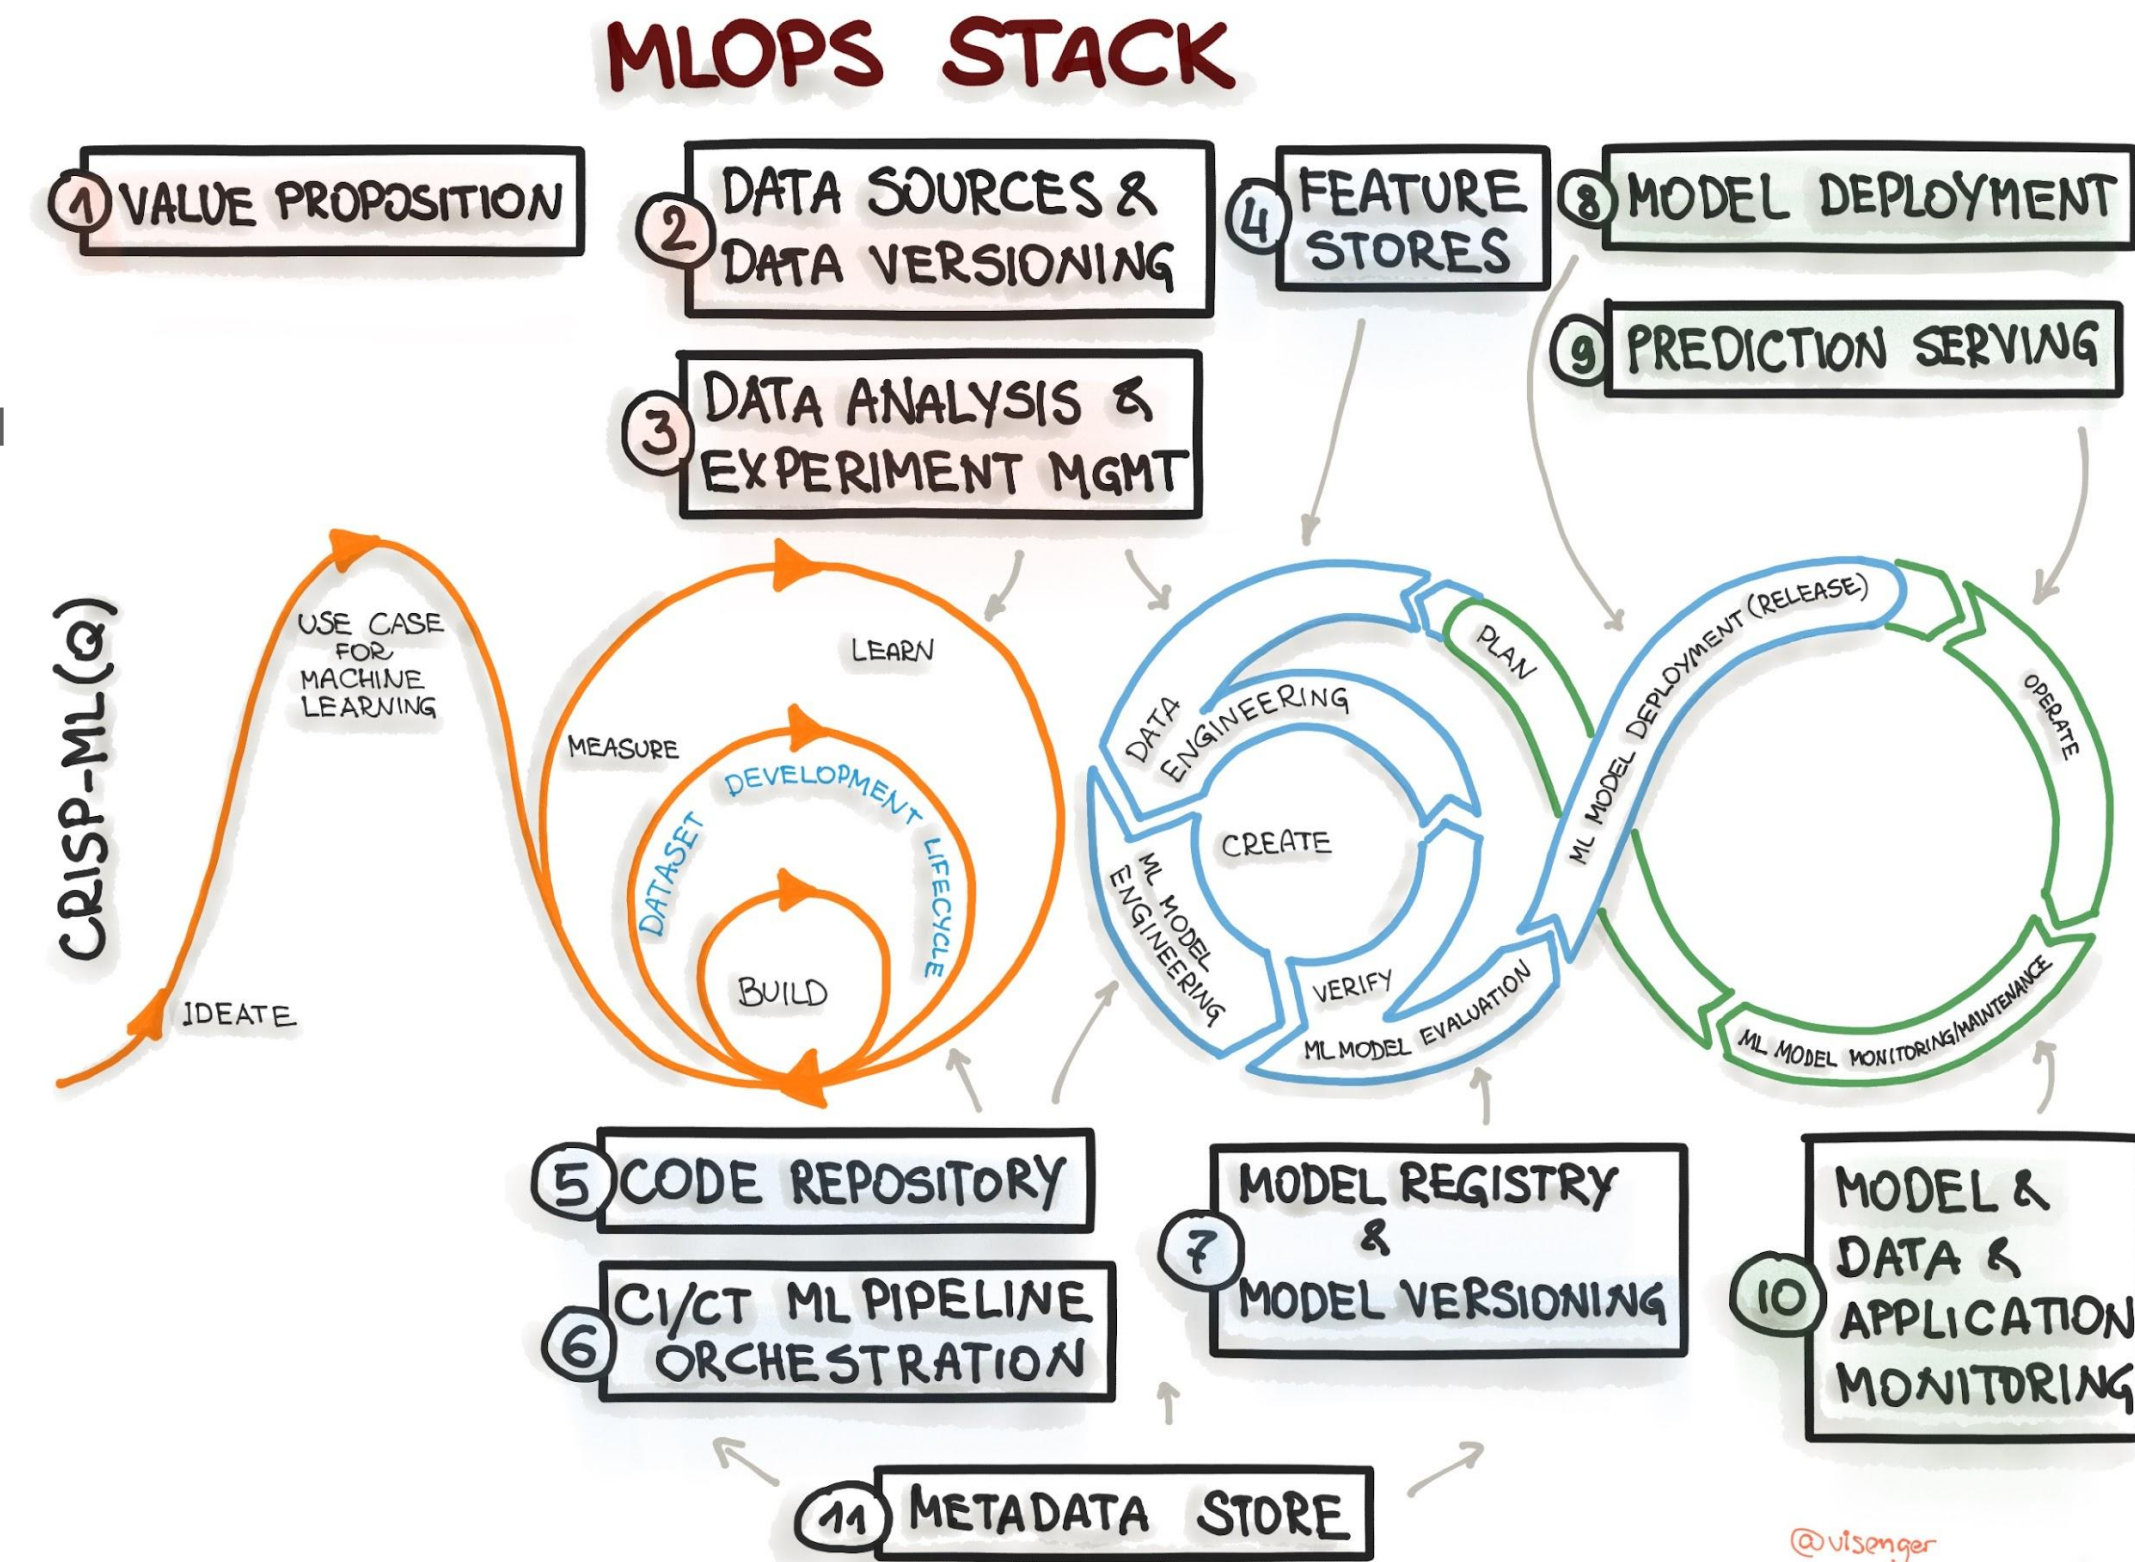 MLOPS STACK
1 VALUE PROPOSITION
2 DATA SOURCES &
DATA VERSIONING
3 DATA ANALYSIS &
EXPERIMENT MGMT
4 FEATURE
STORES
8 MODEL DEPLOYMENT
9 PREDICTION SERVING
CRISP-ML(Q)
IDEATE
USE CASE
FOR
MACHINE
LEARNING
MEASURE
LEARN
DATASET DEVELOPMENT LIFECYCLE
BUILD
DATA
ENGINEERING
CREATE
ML MODEL
ENGINEERING
VERIFY
ML MODEL EVALUATION
PLAN
ML MODEL DEPLOYMENT (RELEASE)
OPERATE
ML MODEL MONITORING/MAINTENANCE
5 CODE REPOSITORY
6 CI/CT ML PIPELINE
ORCHESTRATION
7 MODEL REGISTRY
&
MODEL VERSIONING
10 MODEL &
DATA &
APPLICATION
MONITORING
11 METADATA STORE
@visenger